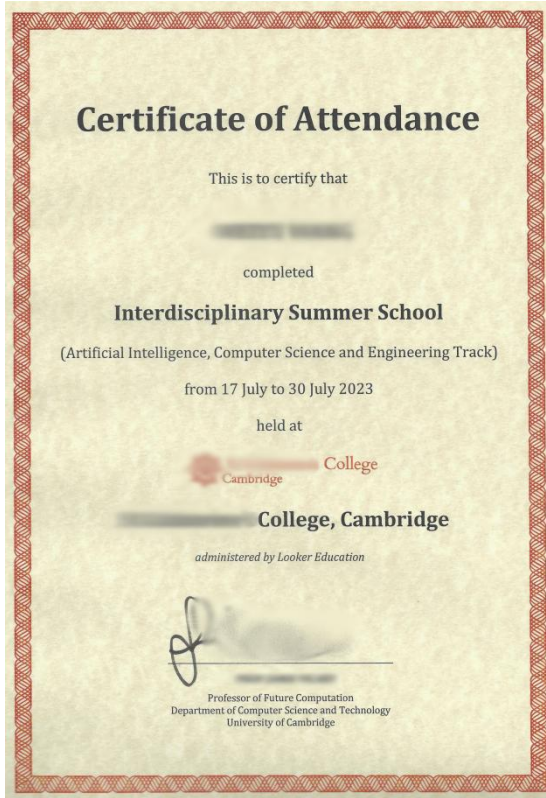 Certificate of Attendance
This is to certify that
completed
Interdisciplinary Summer School
(Artificial Intelligence, Computer Science and Engineering Track)
from 17 July to 30 July 2023
held at
College
Cambridge
College, Cambridge
administered by Looker Education
Professor of Future Computation
Department of Computer Science and Technology
University of Cambridge